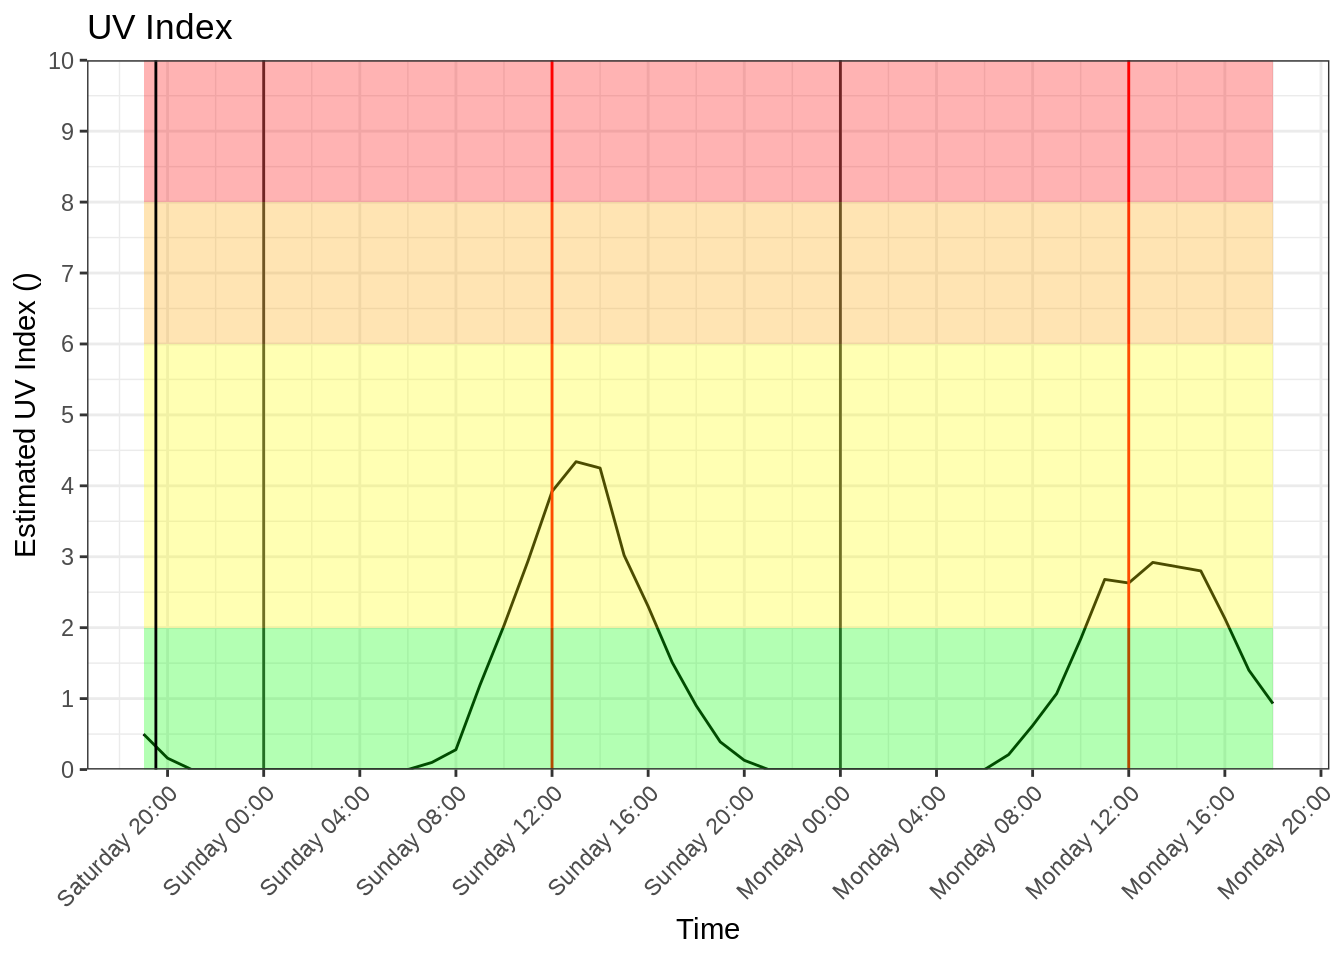 UV Index
Estimated UV Index ()
10
9
8
7
6
5
4
3
2
1
0
Saturday 20:00
Sunday 00:00
Sunday 04:00
Sunday 08:00
Sunday 12:00
Sunday 16:00
Sunday 20:00
Monday 00:00
Monday 04:00
Monday 08:00
Monday 12:00
Monday 16:00
Monday 20:00
Time